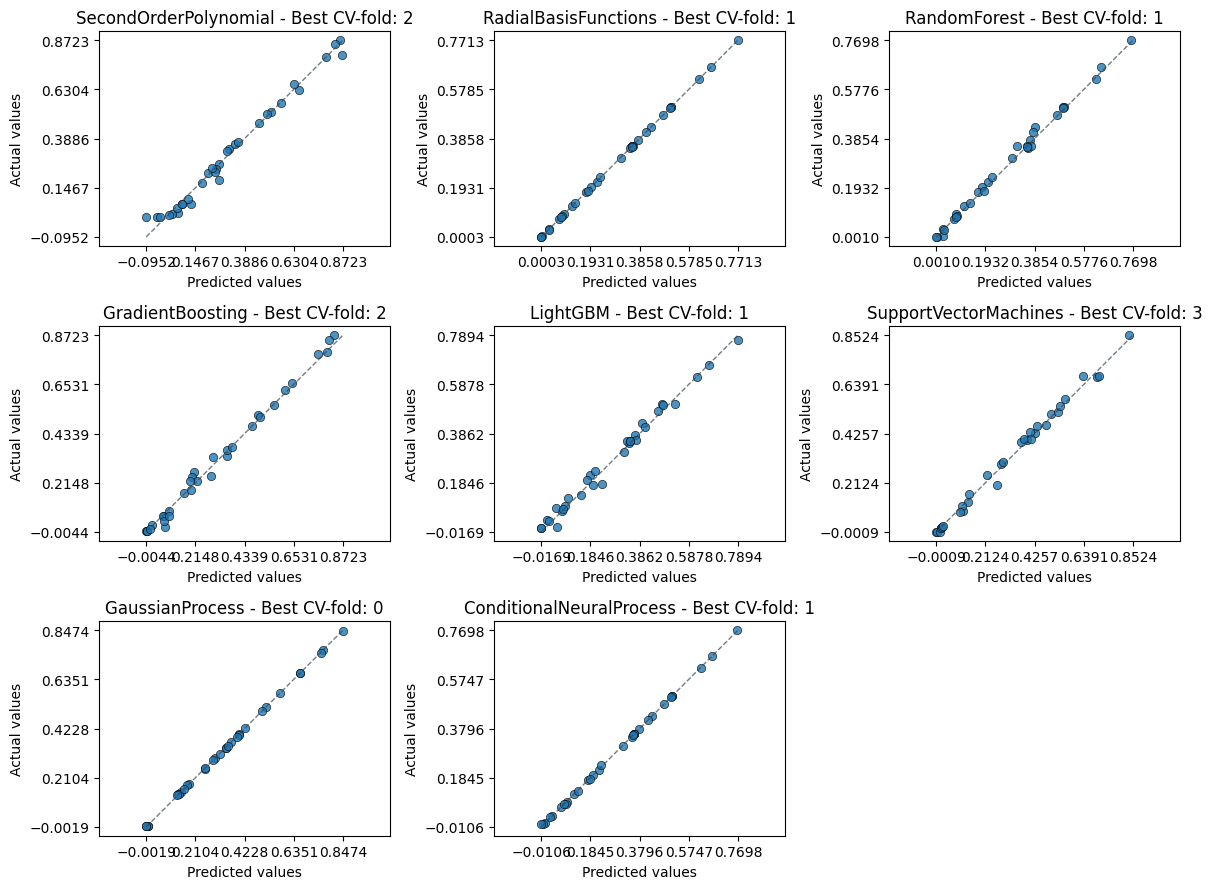 SecondOrderPolynomial - Best CV-fold: 2
0.8723
0.6304
0.3886
0.1467
−0.0952
Actual values
−0.0952 0.1467 0.3886 0.6304 0.8723
Predicted values
RadialBasisFunctions - Best CV-fold: 1
0.7713
0.5785
0.3858
0.1931
0.0003
Actual values
0.0003 0.1931 0.3858 0.5785 0.7713
Predicted values
RandomForest - Best CV-fold: 1
0.7698
0.5776
0.3854
0.1932
0.0010
Actual values
0.0010 0.1932 0.3854 0.5776 0.7698
Predicted values
GradientBoosting - Best CV-fold: 2
0.8723
0.6531
0.4339
0.2148
−0.0044
Actual values
−0.0044 0.2148 0.4339 0.6531 0.8723
Predicted values
LightGBM - Best CV-fold: 1
0.7894
0.5878
0.3862
0.1846
−0.0169
Actual values
−0.0169 0.1846 0.3862 0.5878 0.7894
Predicted values
SupportVectorMachines - Best CV-fold: 3
0.8524
0.6391
0.4257
0.2124
−0.0009
Actual values
−0.0009 0.2124 0.4257 0.6391 0.8524
Predicted values
GaussianProcess - Best CV-fold: 0
0.8474
0.6351
0.4228
0.2104
−0.0019
Actual values
−0.0019 0.2104 0.4228 0.6351 0.8474
Predicted values
ConditionalNeuralProcess - Best CV-fold: 1
0.7698
0.5747
0.3796
0.1845
−0.0106
Actual values
−0.0106 0.1845 0.3796 0.5747 0.7698
Predicted values